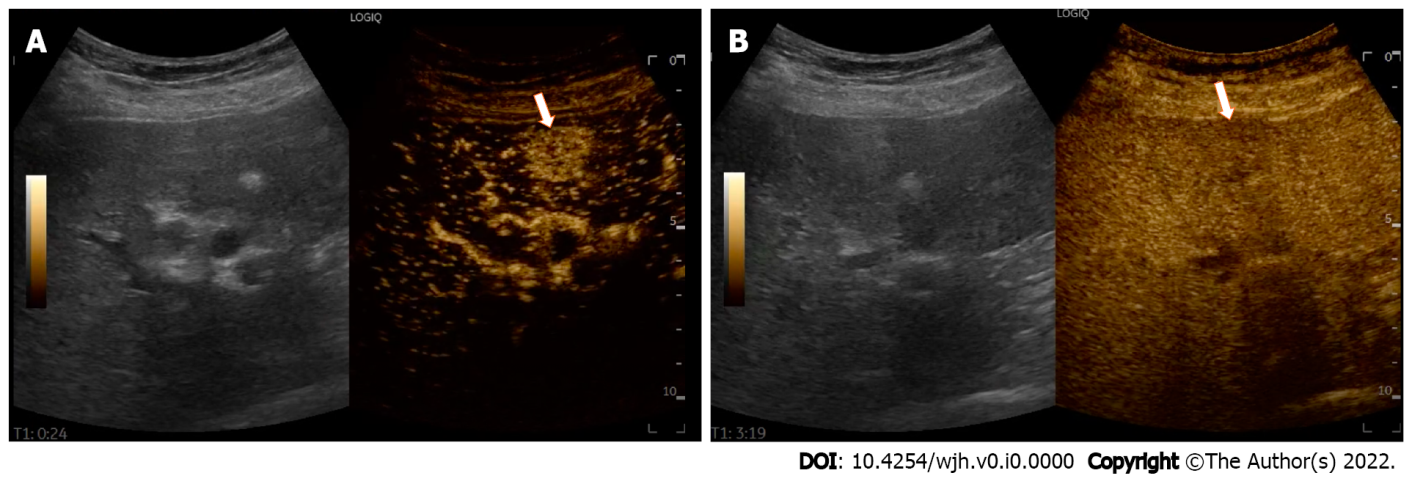 LOGIQ
A
0
5
10
T1: 0:24
LOGIQ
B
0
5
10
T1: 3:19
DOI: 10.4254/wjh.v0.i0.0000 Copyright ©The Author(s) 2022.